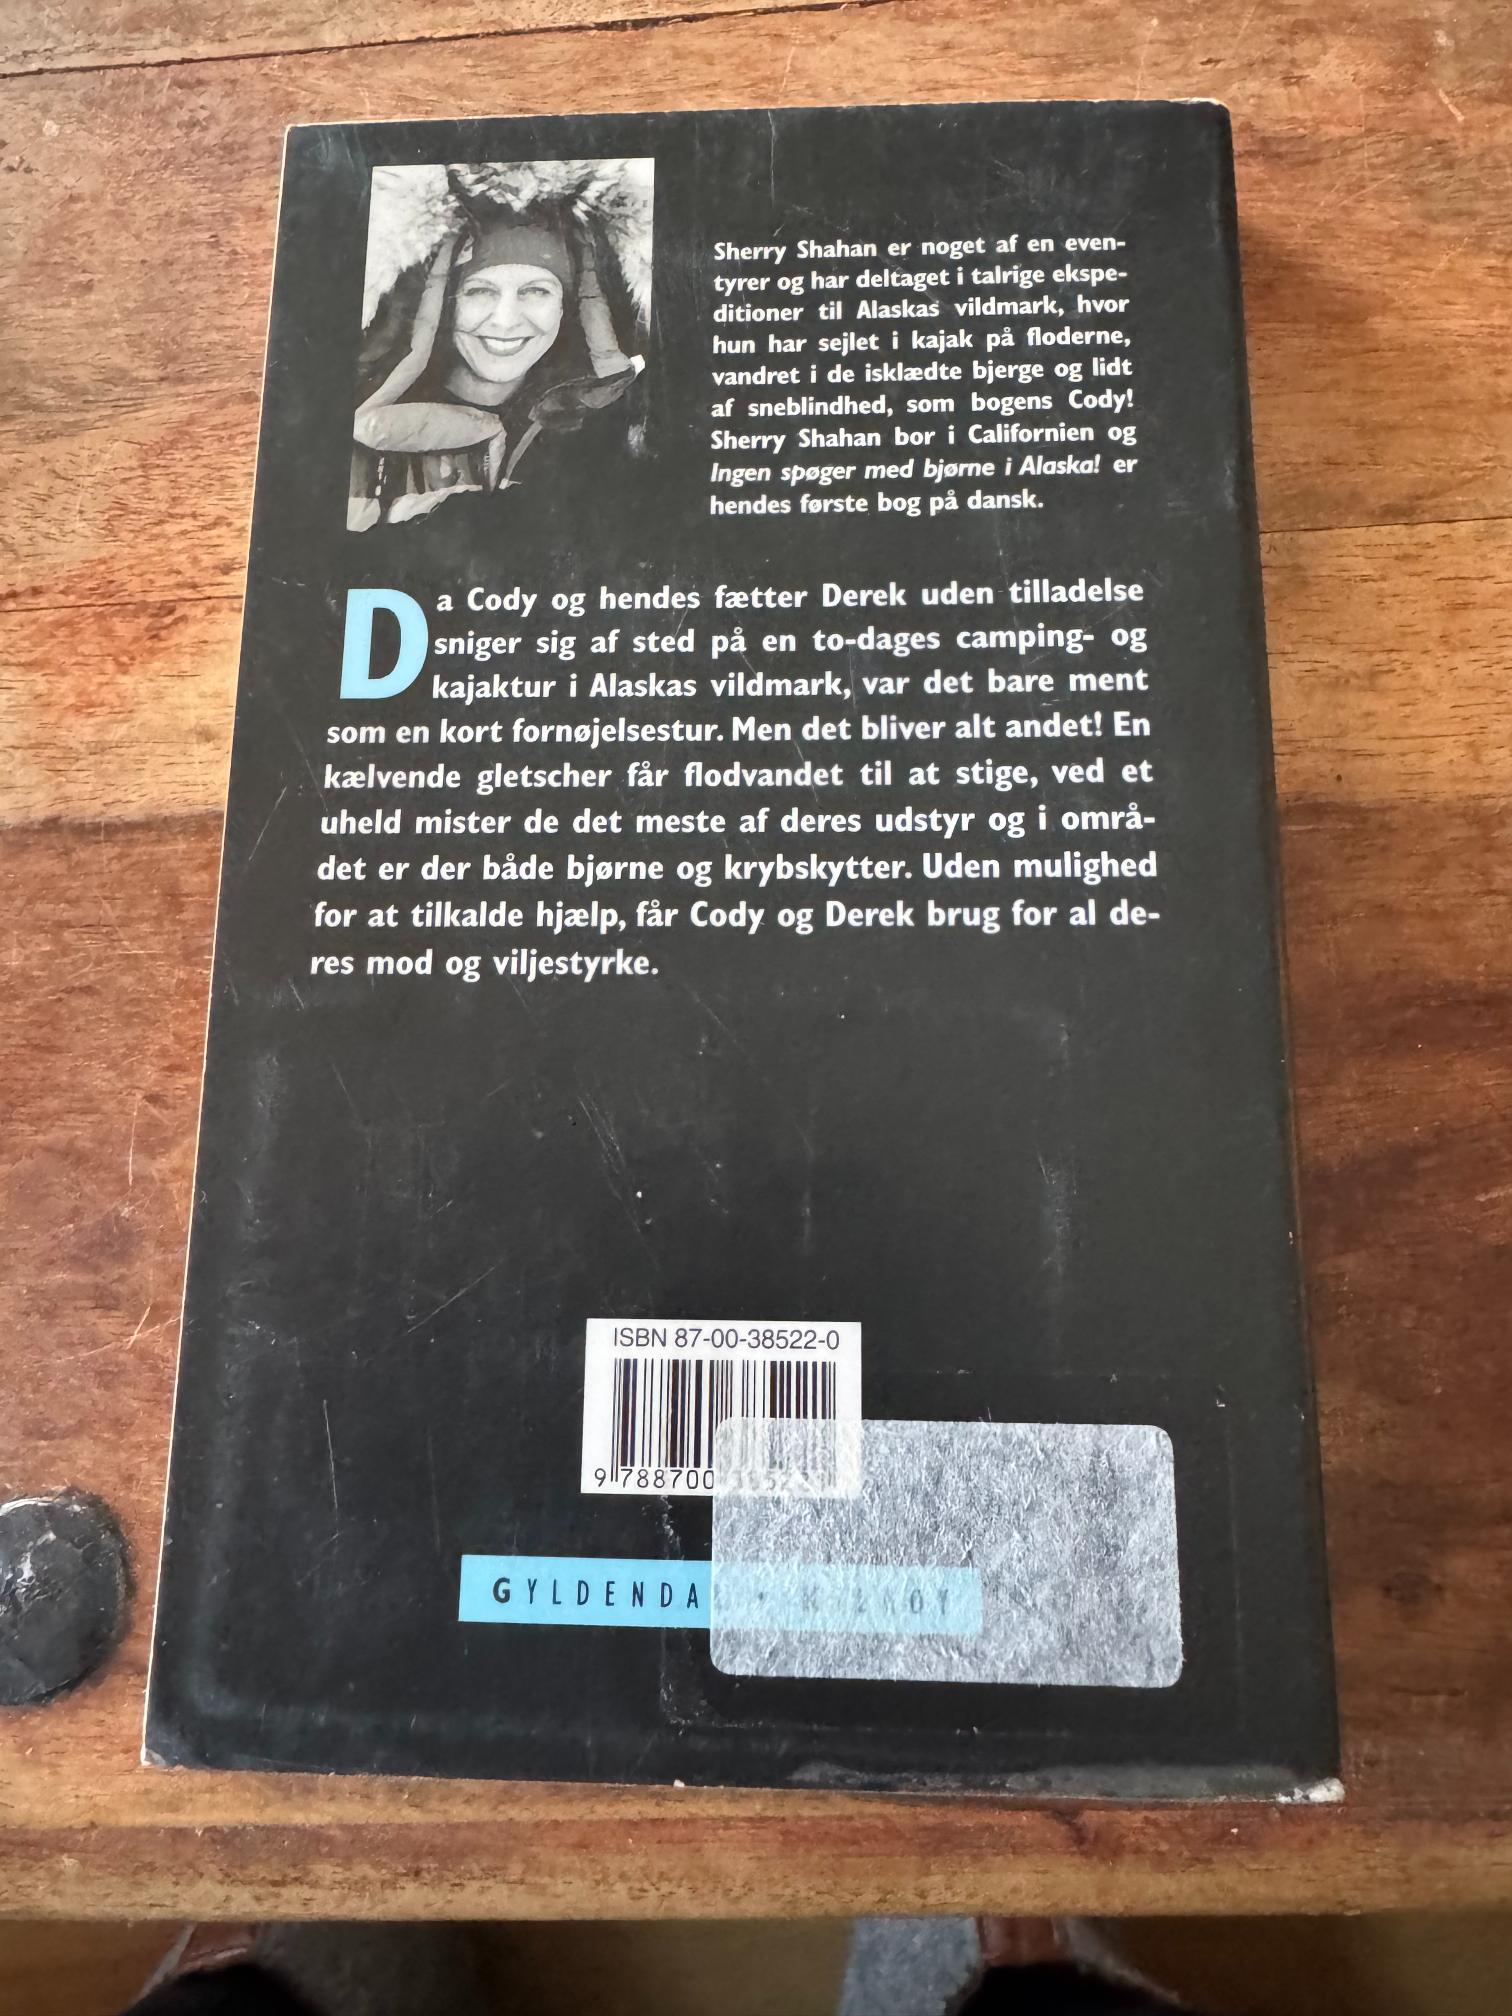 Sherry Shahan er noget af en even-
tyrer og har deltaget i talrige ekspe-
ditioner til Alaskas vildmark, hvor
hun har sejlet i kajak på floderne,
vandret i de isklædte bjerge og lidt
af sneblindhed, som bogens Cody!
Sherry Shahan bor i Californien og
Ingen spøger med bjørne i Alaska! er
hendes første bog på dansk.
Da Cody og hendes fætter Derek uden tilladelse
sniger sig af sted på en to-dages camping- og
kajaktur i Alaskas vildmark, var det bare ment
som en kort fornøjelsestur. Men det bliver alt andet! En
kælvende gletscher får flodvandet til at stige, ved et
uheld mister de det meste af deres udstyr og i områ-
det er der både bjørne og krybskytter. Uden mulighed
for at tilkalde hjælp, får Cody og Derek brug for al de-
res mod og viljestyrke.
ISBN 87-00-38522-0
9 788700
GYLDENDAL